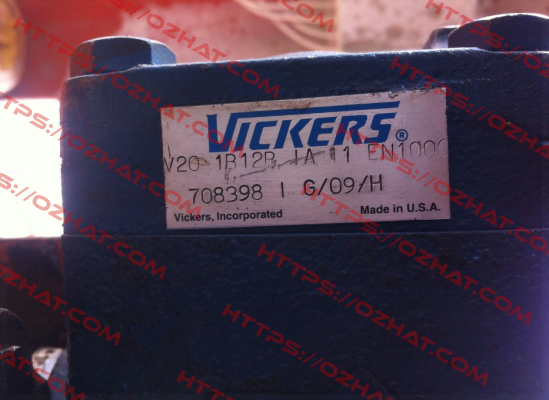 VICKERS®
V20 1B12B 1A 11 EN1000
708398 I G/09/H
Vickers, Incorporated Made in U.S.A.
HTTPS://OZHAT.COM